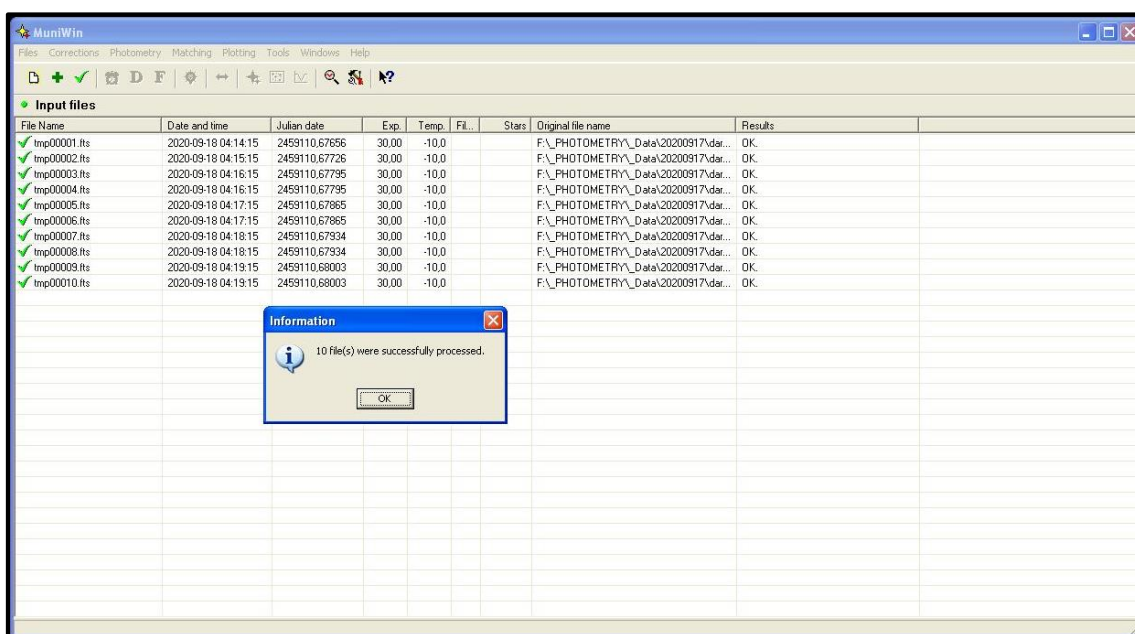 MuniWin
Files Corrections Photometry Matching Plotting Tools Windows Help
D F
Input files
File Name Date and time Julian date Exp. Temp. Fil... Stars Original file name Results
tmp00001.fts 2020-09-18 04:14:15 2459110,67656 30,00 -10,0 F:\_PHOTOMETRY\_Data\20200917\dar... OK.
tmp00002.fts 2020-09-18 04:15:15 2459110,67726 30,00 -10,0 F:\_PHOTOMETRY\_Data\20200917\dar... OK.
tmp00003.fts 2020-09-18 04:16:15 2459110,67795 30,00 -10,0 F:\_PHOTOMETRY\_Data\20200917\dar... OK.
tmp00004.fts 2020-09-18 04:16:15 2459110,67795 30,00 -10,0 F:\_PHOTOMETRY\_Data\20200917\dar... OK.
tmp00005.fts 2020-09-18 04:17:15 2459110,67865 30,00 -10,0 F:\_PHOTOMETRY\_Data\20200917\dar... OK.
tmp00006.fts 2020-09-18 04:17:15 2459110,67865 30,00 -10,0 F:\_PHOTOMETRY\_Data\20200917\dar... OK.
tmp00007.fts 2020-09-18 04:18:15 2459110,67934 30,00 -10,0 F:\_PHOTOMETRY\_Data\20200917\dar... OK.
tmp00008.fts 2020-09-18 04:18:15 2459110,67934 30,00 -10,0 F:\_PHOTOMETRY\_Data\20200917\dar... OK.
tmp00009.fts 2020-09-18 04:19:15 2459110,68003 30,00 -10,0 F:\_PHOTOMETRY\_Data\20200917\dar... OK.
tmp00010.fts 2020-09-18 04:19:15 2459110,68003 30,00 -10,0 F:\_PHOTOMETRY\_Data\20200917\dar... OK.
Information
10 file(s) were successfully processed.
OK